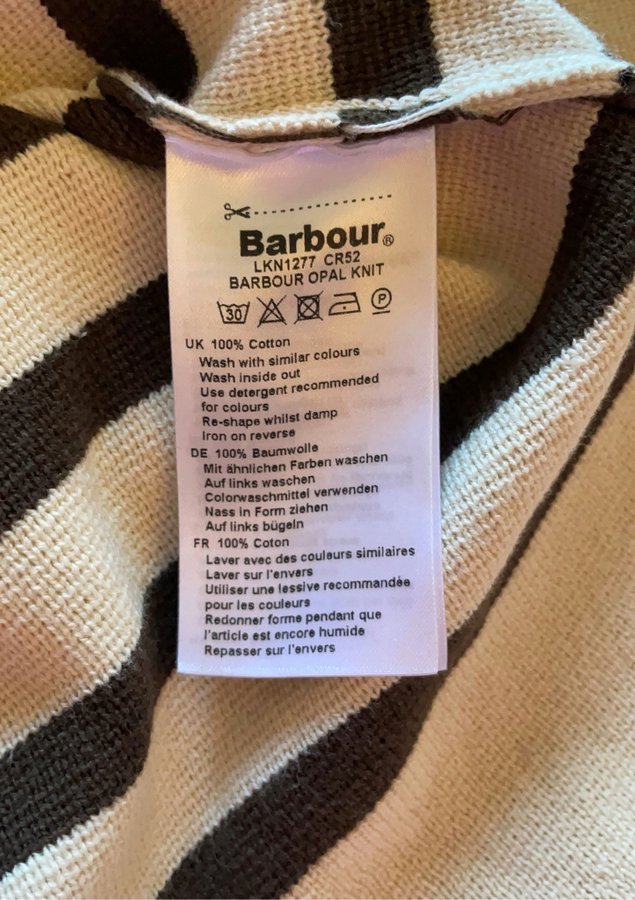 Barbour®
LKN1277 CR52
BARBOUR OPAL KNIT
30 P
UK 100% Cotton
Wash with similar colours
Wash inside out
Use detergent recommended
for colours
Re-shape whilst damp
Iron on reverse
DE 100% Baumwolle
Mit ähnlichen Farben waschen
Auf links waschen
Colorwaschmittel verwenden
Nass in Form ziehen
Auf links bügeln
FR 100% Coton
Laver avec des couleurs similaires
Laver sur l'envers
Utiliser une lessive recommandée
pour les couleurs
Redonner forme pendant que
l'article est encore humide
Repasser sur l'envers